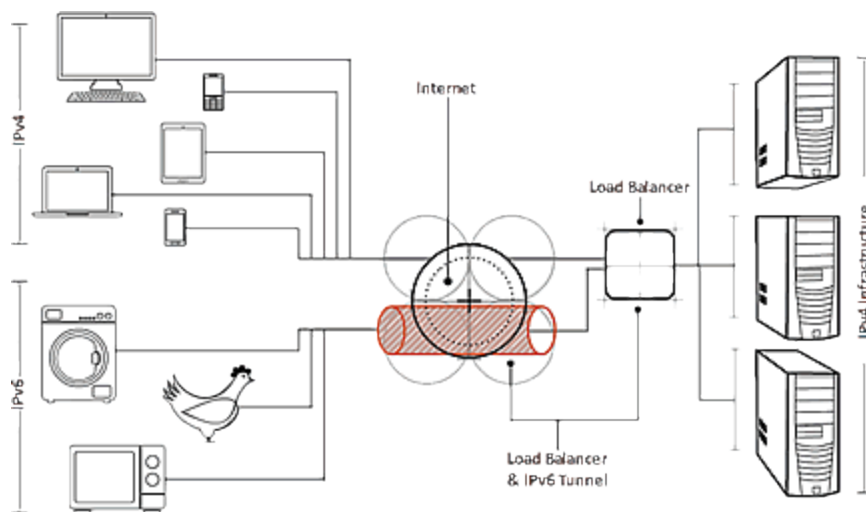 IPv4
Internet
Load Balancer
IPv4 Infrastructure
IPv6
Load Balancer
& IPv6 Tunnel